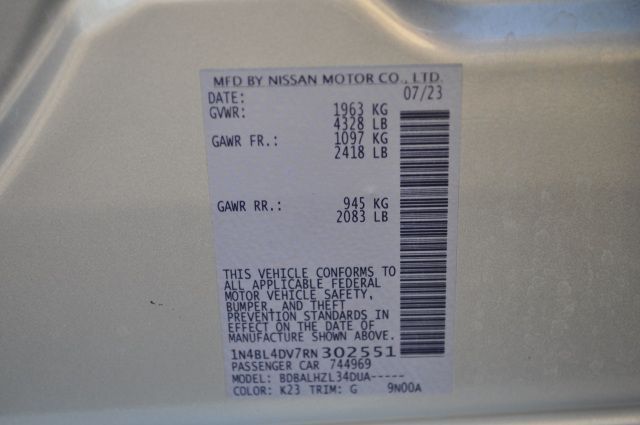 MFD BY NISSAN MOTOR CO., LTD.
DATE: 07/23
GVWR: 1963 KG
4328 LB
GAWR FR.: 1097 KG
2418 LB
GAWR RR.: 945 KG
2083 LB
THIS VEHICLE CONFORMS TO
ALL APPLICABLE FEDERAL
MOTOR VEHICLE SAFETY,
BUMPER, AND THEFT
PREVENTION STANDARDS IN
EFFECT ON THE DATE OF
MANUFACTURE SHOWN ABOVE.
1N4BL4DV7RN302551
PASSENGER CAR 744969
MODEL: BDBALHZL34DUA-----
COLOR: K23 TRIM: G 9N00A